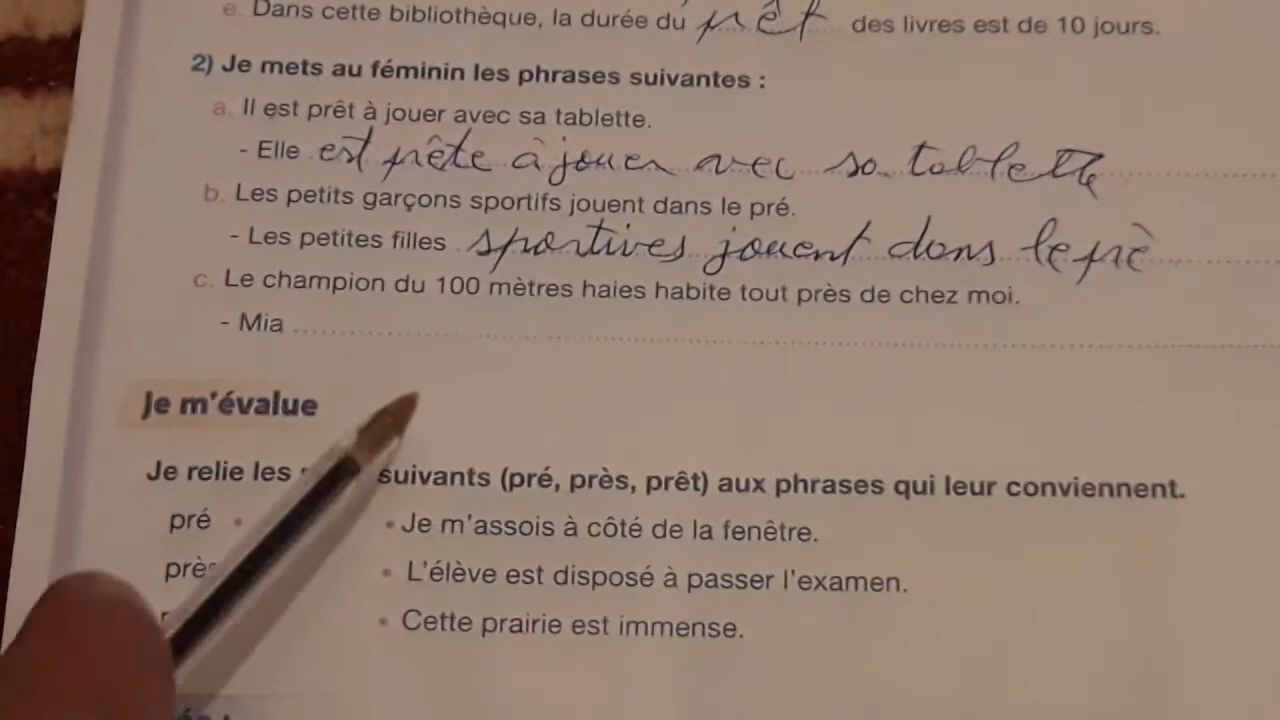 e. Dans cette bibliothèque, la durée du prêt des livres est de 10 jours.
2) Je mets au féminin les phrases suivantes :
a. Il est prêt à jouer avec sa tablette.
- Elle est prête à jouer avec sa tablette
b. Les petits garçons sportifs jouent dans le pré.
- Les petites filles sportives jouent dans le prè
c. Le champion du 100 mètres haies habite tout près de chez moi.
- Mia
Je m'évalue
Je relie les suivants (pré, près, prêt) aux phrases qui leur conviennent.
pré • • Je m'assois à côté de la fenêtre.
près • L'élève est disposé à passer l'examen.
• Cette prairie est immense.